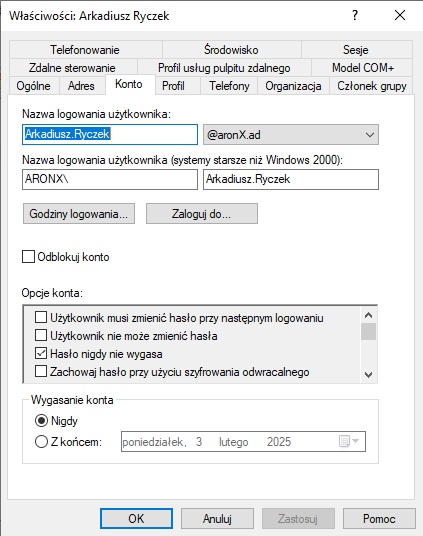 Właściwości: Arkadiusz Ryczek
Telefonowanie Środowisko Sesje
Zdalne sterowanie Profil usług pulpitu zdalnego Model COM+
Ogólne Adres Konto Profil Telefony Organizacja Członek grupy
Nazwa logowania użytkownika:
Arkadiusz.Ryczek @aronX.ad
Nazwa logowania użytkownika (systemy starsze niż Windows 2000):
ARONX\ Arkadiusz.Ryczek
Godziny logowania... Zaloguj do...
Odblokuj konto
Opcje konta:
Użytkownik musi zmienić hasło przy następnym logowaniu
Użytkownik nie może zmienić hasła
Hasło nigdy nie wygasa
Zachowaj hasło przy użyciu szyfrowania odwracalnego
Wygasanie konta
Nigdy
Z końcem: poniedziałek, 3 lutego 2025
OK Anuluj Zastosuj Pomoc